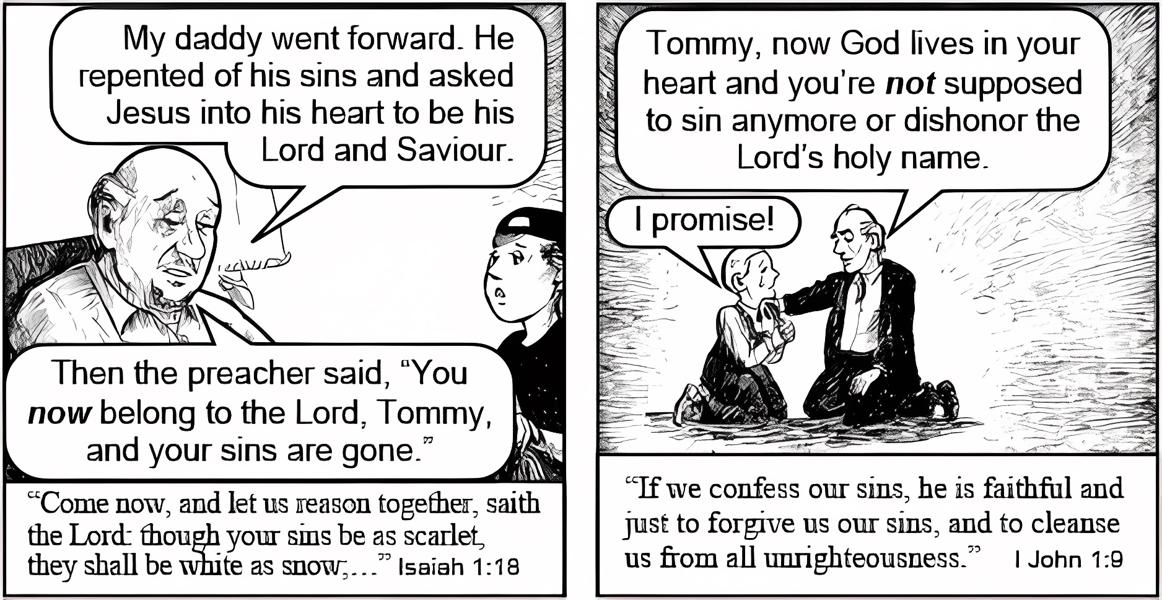 My daddy went forward. He
repented of his sins and asked
Jesus into his heart to be his
Lord and Saviour.
Then the preacher said, “You
now belong to the Lord, Tommy,
and your sins are gone.”
“Come now, and let us reason together, saith
the Lord: though your sins be as scarlet,
they shall be white as snow;...” Isaiah 1:18
Tommy, now God lives in your
heart and you're not supposed
to sin anymore or dishonor the
Lord's holy name.
I promise!
“If we confess our sins, he is faithful and
just to forgive us our sins, and to cleanse
us from all unrighteousness.” I John 1:9